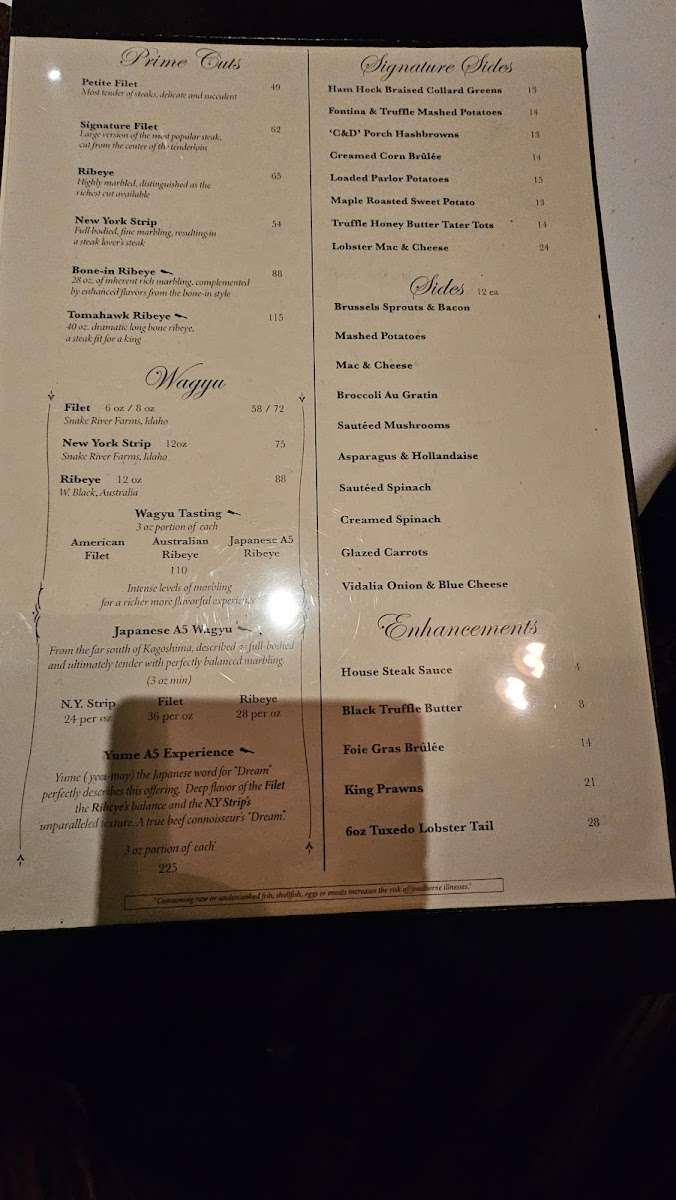 Prime Cuts
Petite Filet 49
Most tender of steaks, delicate and succulent
Signature Filet 62
Large version of the most popular steak,
cut from the center of the tenderloin
Ribeye 65
Highly marbled, distinguished as the
richest cut available
New York Strip 54
Full bodied, fine marbling, resulting in
a steak lover's steak
Bone-in Ribeye 88
28 oz. of inherent rich marbling, complemented
by enhanced flavors from the bone-in style
Tomahawk Ribeye 115
40 oz. dramatic long bone ribeye,
a steak fit for a king
Wagyu
Filet 6 oz / 8 oz 58 / 72
Snake River Farms, Idaho
New York Strip 12oz 75
Snake River Farms, Idaho
Ribeye 12 oz 88
W. Black, Australia
Wagyu Tasting
3 oz portion of each
American Australian Japanese A5
Filet Ribeye Ribeye
110
Intense levels of marbling
for a richer more flavorful experience
Japanese A5 Wagyu
From the far south of Kagoshima, described as full-bodied
and ultimately tender with perfectly balanced marbling.
(3 oz min)
N.Y. Strip Filet Ribeye
24 per oz 36 per oz 28 per oz
Yume A5 Experience
Yume ( you-may) the Japanese word for "Dream"
perfectly describes this offering. Deep flavor of the Filet
the Ribeye's balance and the N.Y Strip's
unparalleled texture. A true beef connoisseur's "Dream".
3 oz portion of each
225
Signature Sides
Ham Hock Braised Collard Greens 13
Fontina & Truffle Mashed Potatoes 14
'C&D' Porch Hashbrowns 13
Creamed Corn Brûlée 14
Loaded Parlor Potatoes 15
Maple Roasted Sweet Potato 13
Truffle Honey Butter Tater Tots 14
Lobster Mac & Cheese 24
Sides 12 ea
Brussels Sprouts & Bacon
Mashed Potatoes
Mac & Cheese
Broccoli Au Gratin
Sautéed Mushrooms
Asparagus & Hollandaise
Sautéed Spinach
Creamed Spinach
Glazed Carrots
Vidalia Onion & Blue Cheese
Enhancements
House Steak Sauce 4
Black Truffle Butter 8
Foie Gras Brûlée 14
King Prawns 21
6oz Tuxedo Lobster Tail 28
"Consuming raw or undercooked fish, shellfish, eggs or meats increases the risk of foodborne illnesses."